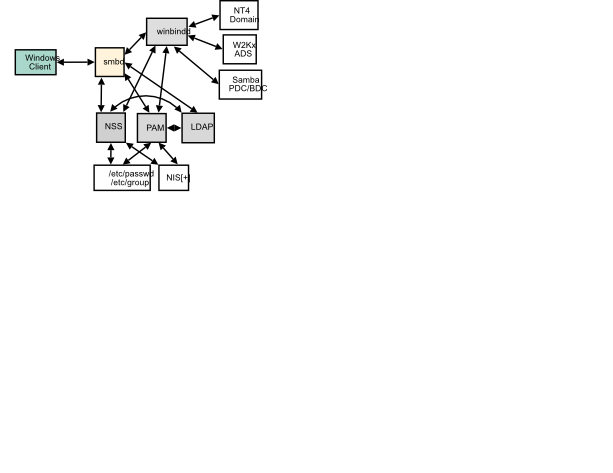 NT4
Domain
winbindd
W2Kx
ADS
Windows
Client
smbd
Samba
PDC/BDC
NSS
PAM
LDAP
/etc/passwd
/etc/group
NIS[+]